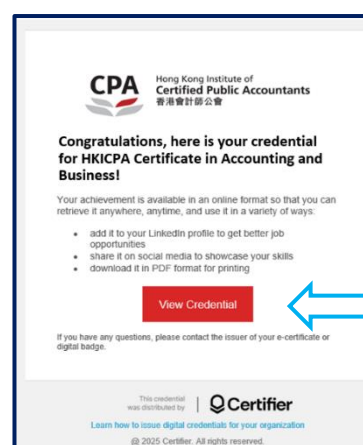 CPA
Hong Kong Institute of
Certified Public Accountants
香港會計師公會
Congratulations, here is your credential
for HKICPA Certificate in Accounting and
Business!
Your achievement is available in an online format so that you can
retrieve it anywhere, anytime, and use it in a variety of ways:
• add it to your LinkedIn profile to get better job
opportunities
• share it on social media to showcase your skills
• download it in PDF format for printing
View Credential
If you have any questions, please contact the issuer of your e-certificate or
digital badge.
This credential
was distributed by
Certifier
Learn how to issue digital credentials for your organization
@ 2025 Certifier. All rights reserved.